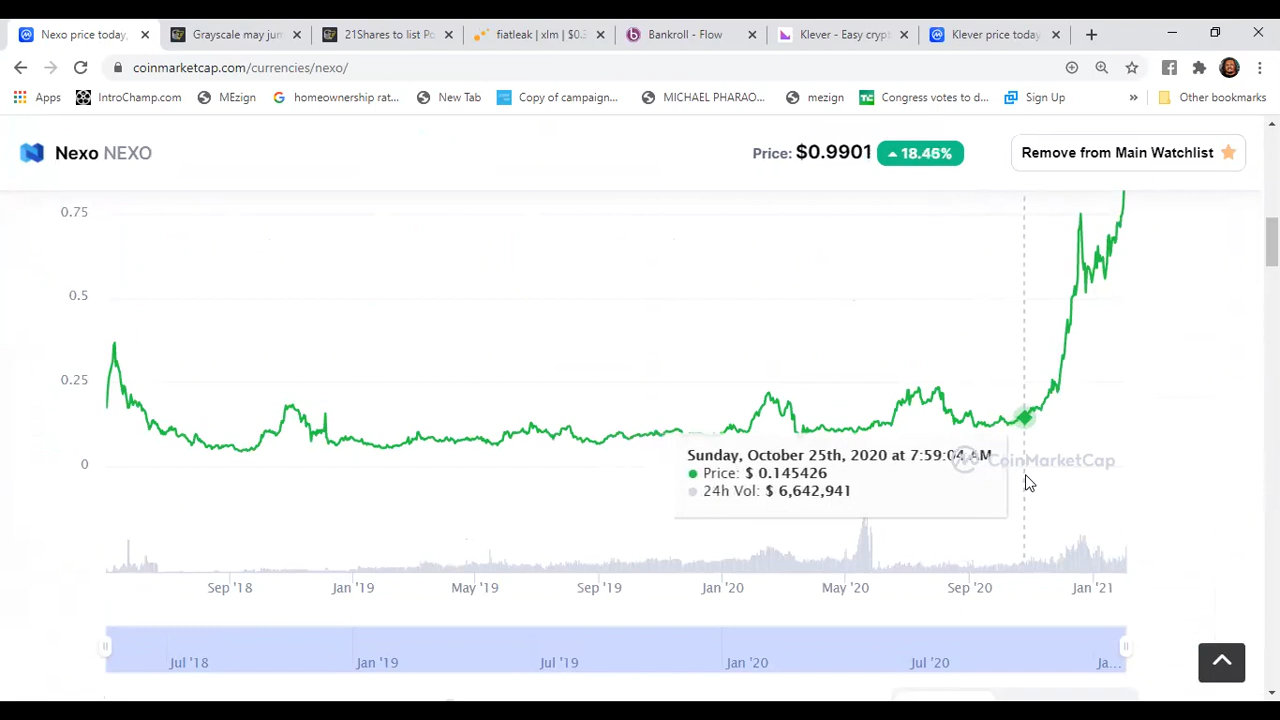 Nexo price today,
Grayscale may jum
21Shares to list Po
fiatleak | xlm | $0.3
Bankroll - Flow
Klever - Easy crypt
Klever price today
coinmarketcap.com/currencies/nexo/
Apps
IntroChamp.com
MEzign
homeownership rat...
New Tab
Copy of campaign...
MICHAEL PHARAO...
mezign
Congress votes to d...
Sign Up
»
Other bookmarks
Nexo NEXO
Price: $0.9901
18.46%
Remove from Main Watchlist
0.75
0.5
0.25
0
Sunday, October 25th, 2020 at 7:59:04 AM
Price: $ 0.145426
24h Vol: $ 6,642,941
CoinMarketCap
Sep '18
Jan '19
May '19
Sep '19
Jan '20
May '20
Sep '20
Jan '21
Jul '18
Jan '19
Jul '19
Jan '20
Jul '20
Ja...